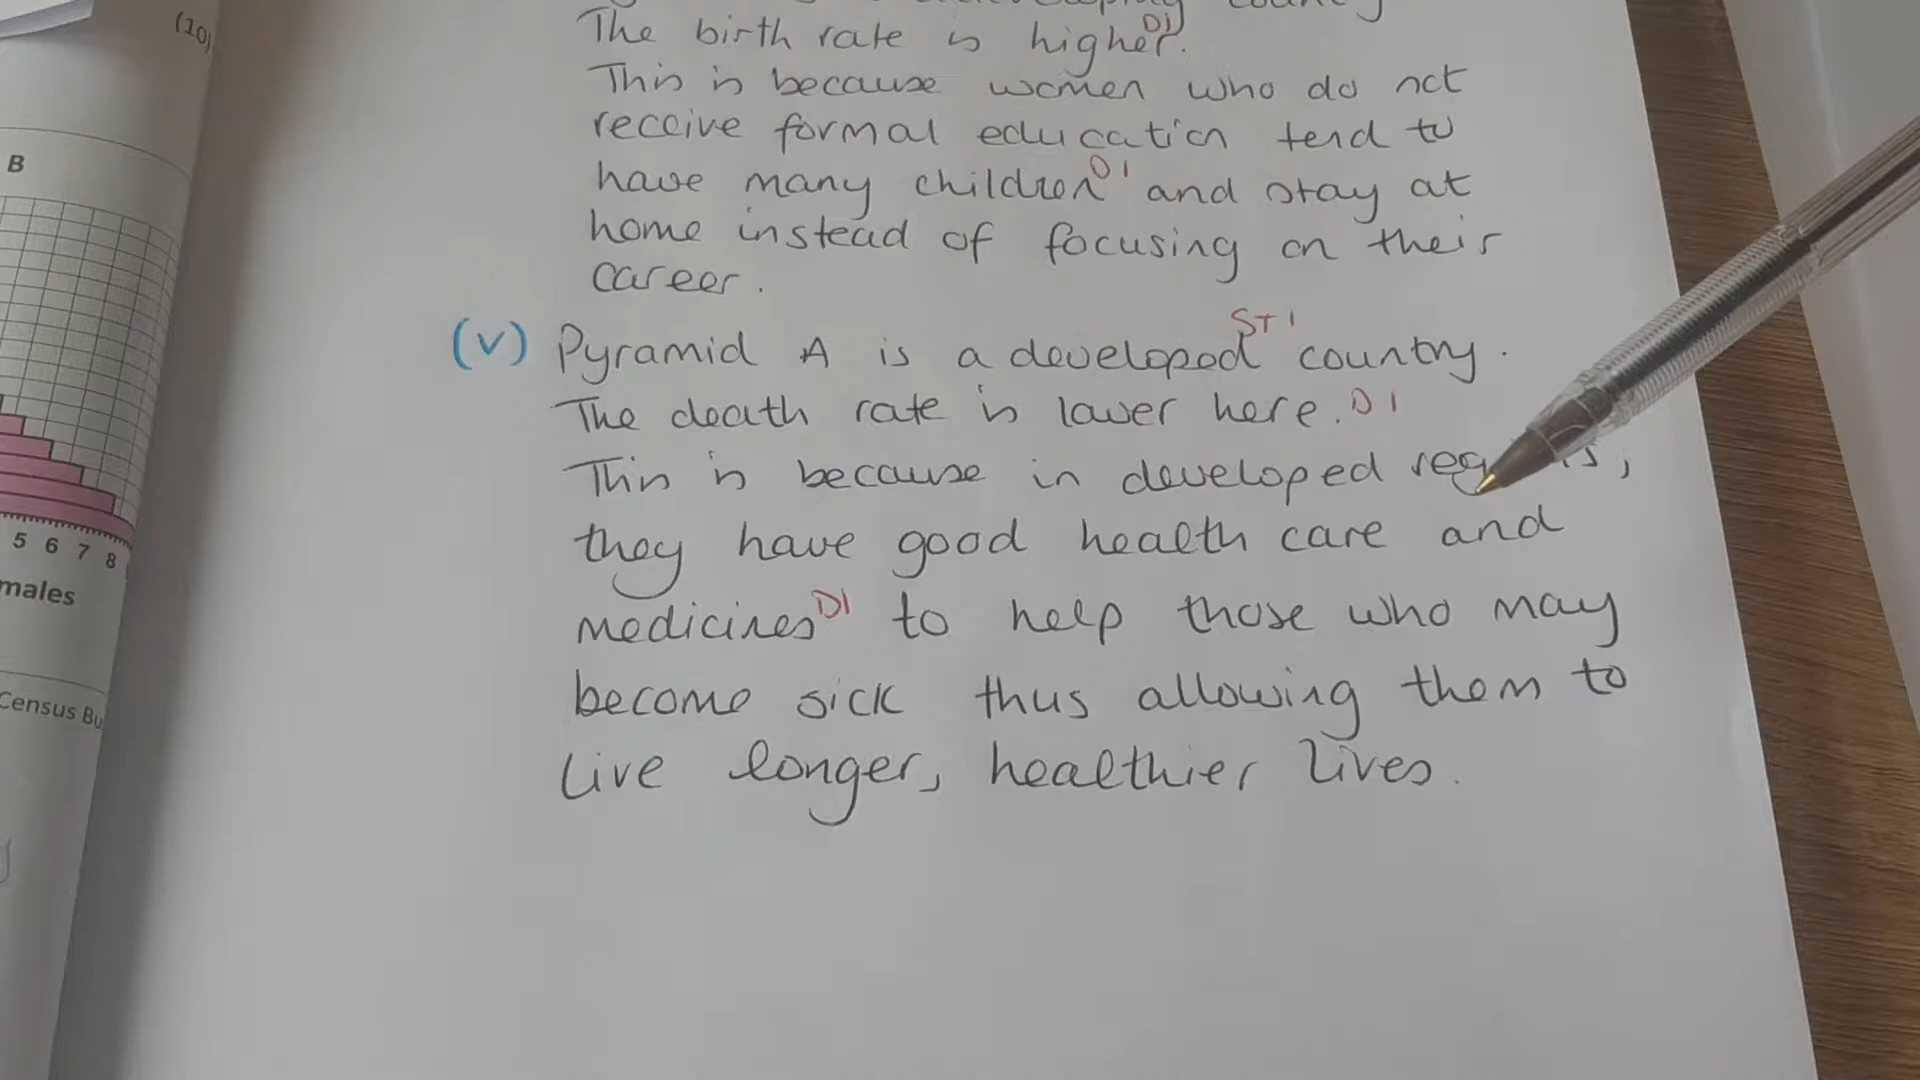 (10)
The birth rate is higher. D1
This is because women who do not
receive formal education tend to
have many children D1 and stay at
home instead of focusing on their
career.
(v) Pyramid A is a developed ST1 country.
The death rate is lower here. D1
This is because in developed
they have good health care and
medicines D1 to help those who may
become sick thus allowing them to
live longer, healthier lives.
B
5 6 7 8
males
Census Bu